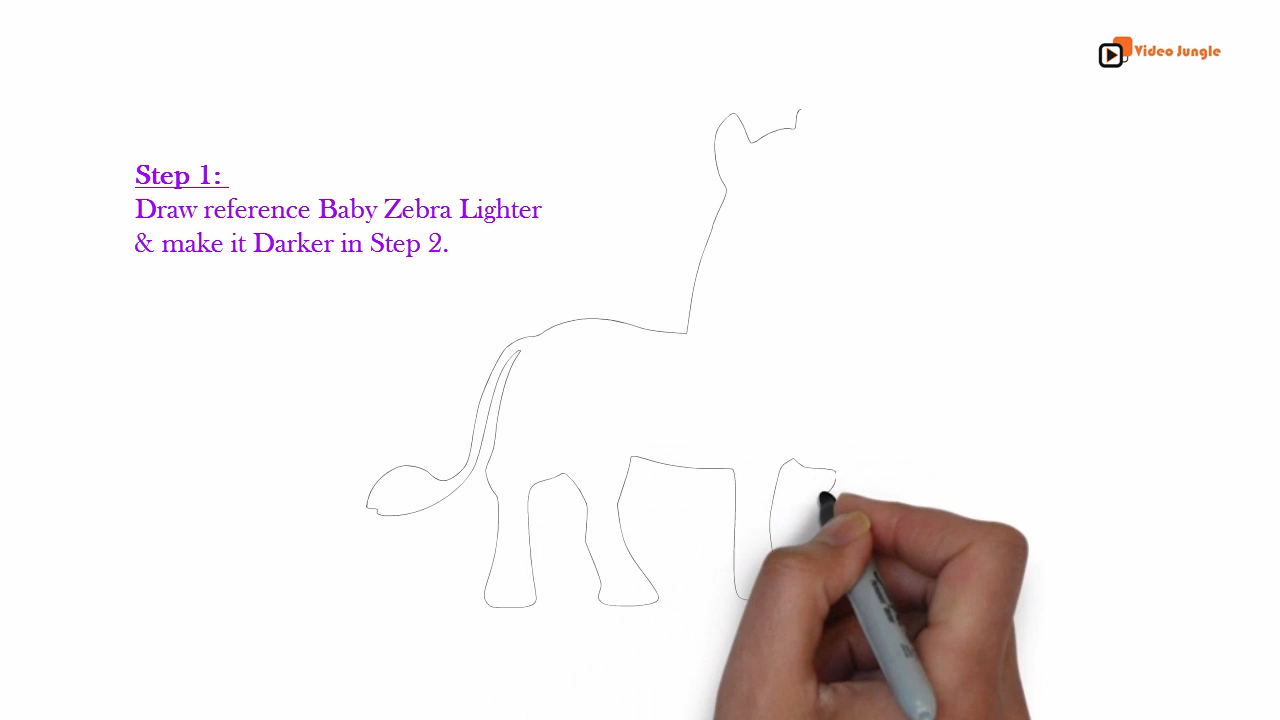 Video Jungle
Step 1:
Draw reference Baby Zebra Lighter
& make it Darker in Step 2.